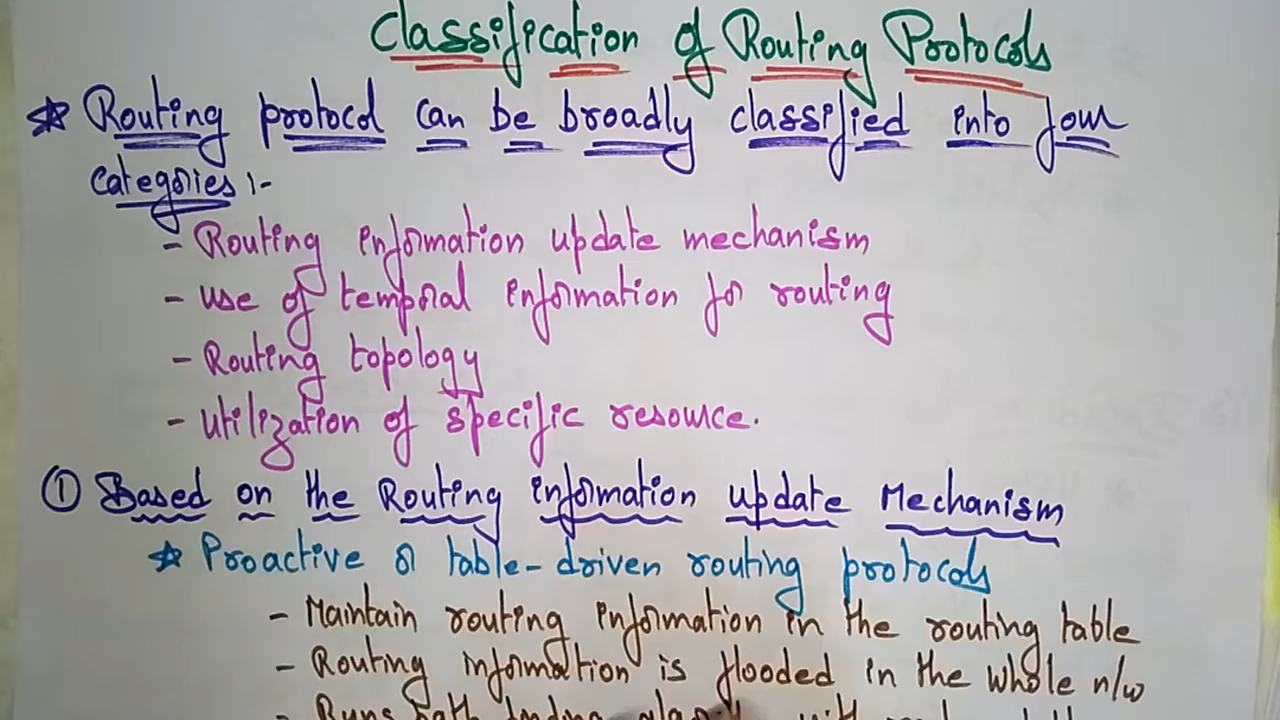 Classification of Routing Protocols
* Routing protocol can be broadly classified into four
categories :-
- Routing information update mechanism
- use of temporal information for routing
- Routing topology
- Utilization of specific resource.
① Based on the Routing information update Mechanism
* Proactive or table-driven routing protocols
- Maintain routing information in the routing table
- Routing information is flooded in the whole n/w
- Runs path